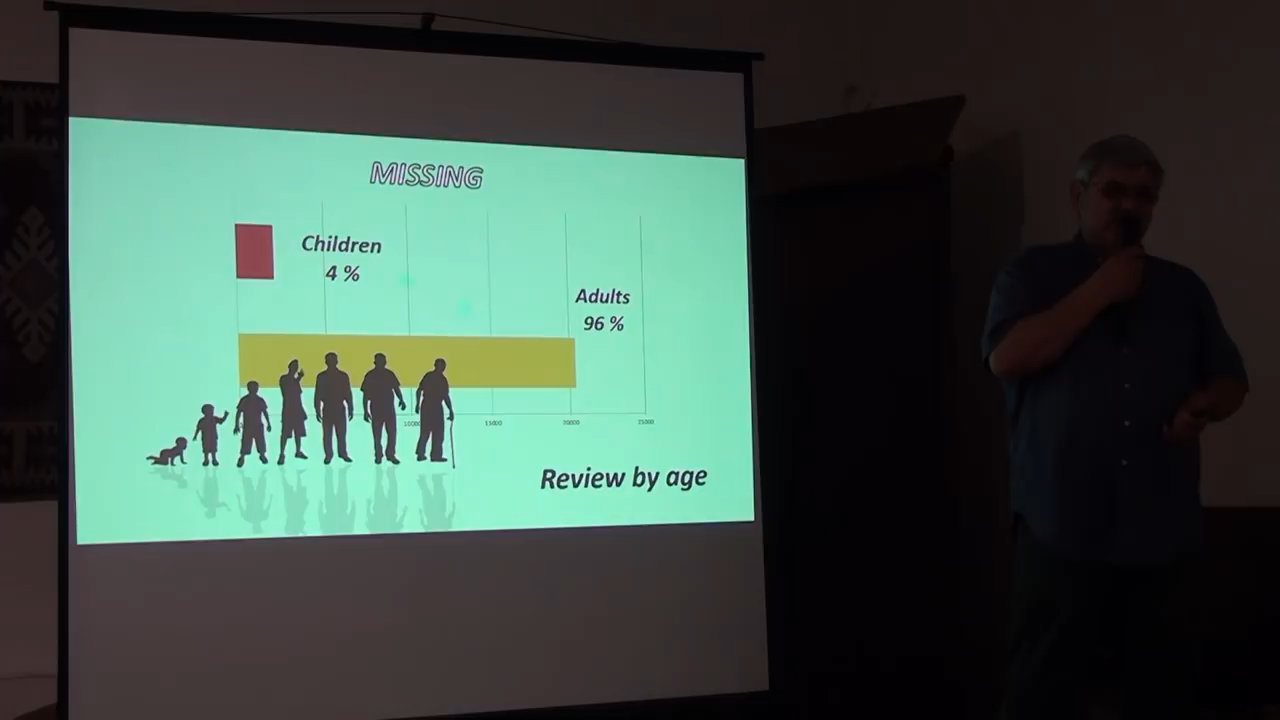 MISSING
Children
4 %
Adults
96 %
10000
15000
20000
25000
Review by age